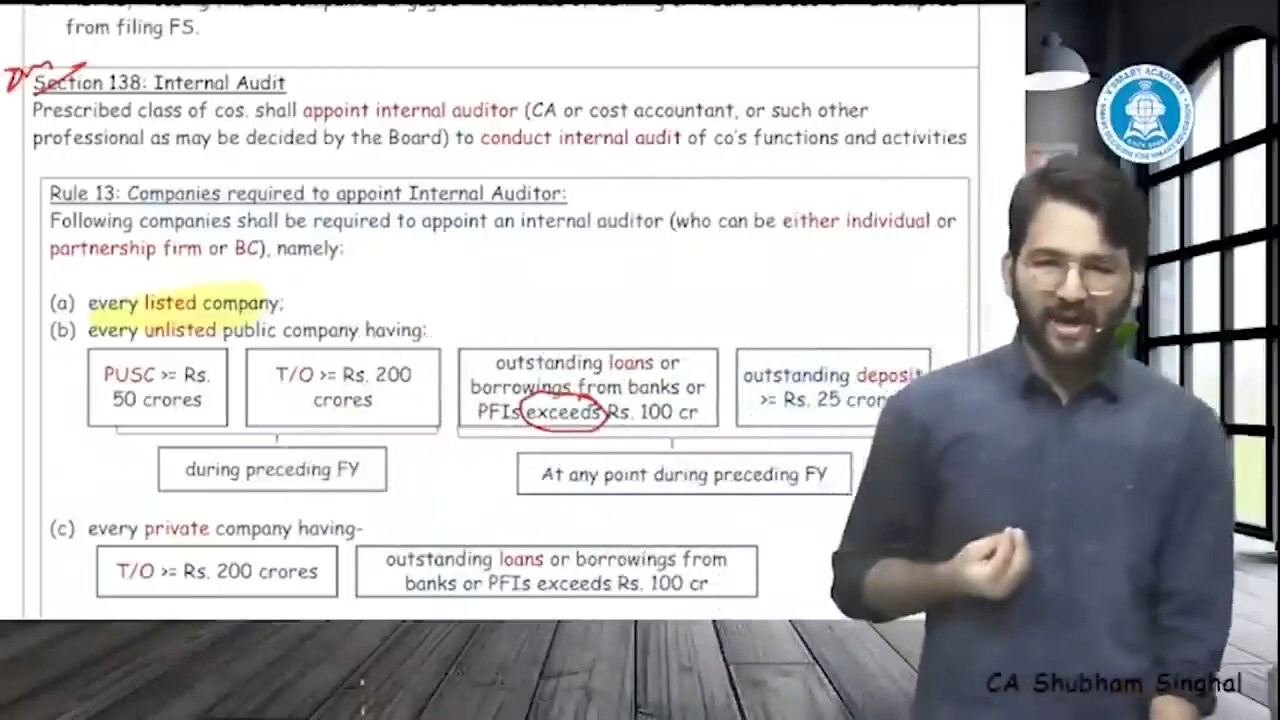 from filing FS.
Section 138: Internal Audit
Prescribed class of cos. shall appoint internal auditor (CA or cost accountant, or such other
professional as may be decided by the Board) to conduct internal audit of co's functions and activities
Rule 13: Companies required to appoint Internal Auditor:
Following companies shall be required to appoint an internal auditor (who can be either individual or
partnership firm or BC), namely:
(a) every listed company;
(b) every unlisted public company having:
PUSC >= Rs.
50 crores
T/O >= Rs. 200
crores
outstanding loans or
borrowings from banks or
PFIs exceeds Rs. 100 cr
outstanding deposit
>= Rs. 25 cror
during preceding FY
At any point during preceding FY
(c) every private company having-
T/O >= Rs. 200 crores
outstanding loans or borrowings from
banks or PFIs exceeds Rs. 100 cr
V'SMART ACADEMY
CA Shubham Singhal